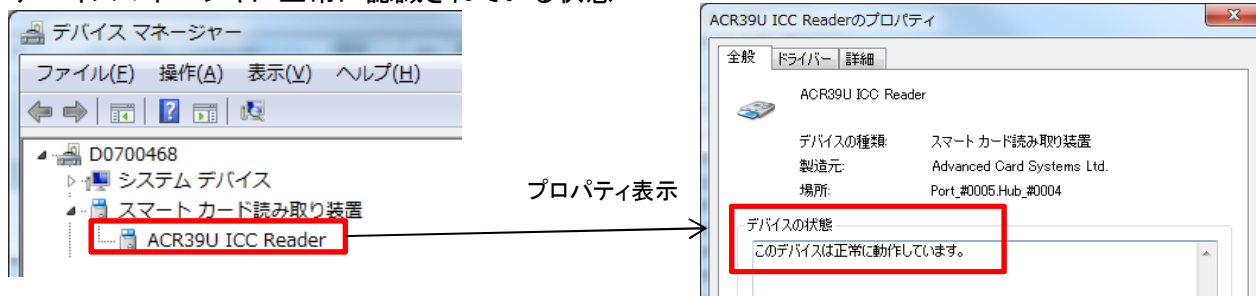 デバイス マネージャー
ファイル(F) 操作(A) 表示(V) ヘルプ(H)
D0700468
システム デバイス
スマート カード読み取り装置
ACR39U ICC Reader
プロパティ表示
ACR39U ICC Readerのプロパティ
全般 ドライバー 詳細
ACR39U ICC Reader
デバイスの種類: スマート カード読み取り装置
製造元: Advanced Card Systems Ltd.
場所: Port_#0005.Hub_#0004
デバイスの状態
このデバイスは正常に動作しています。